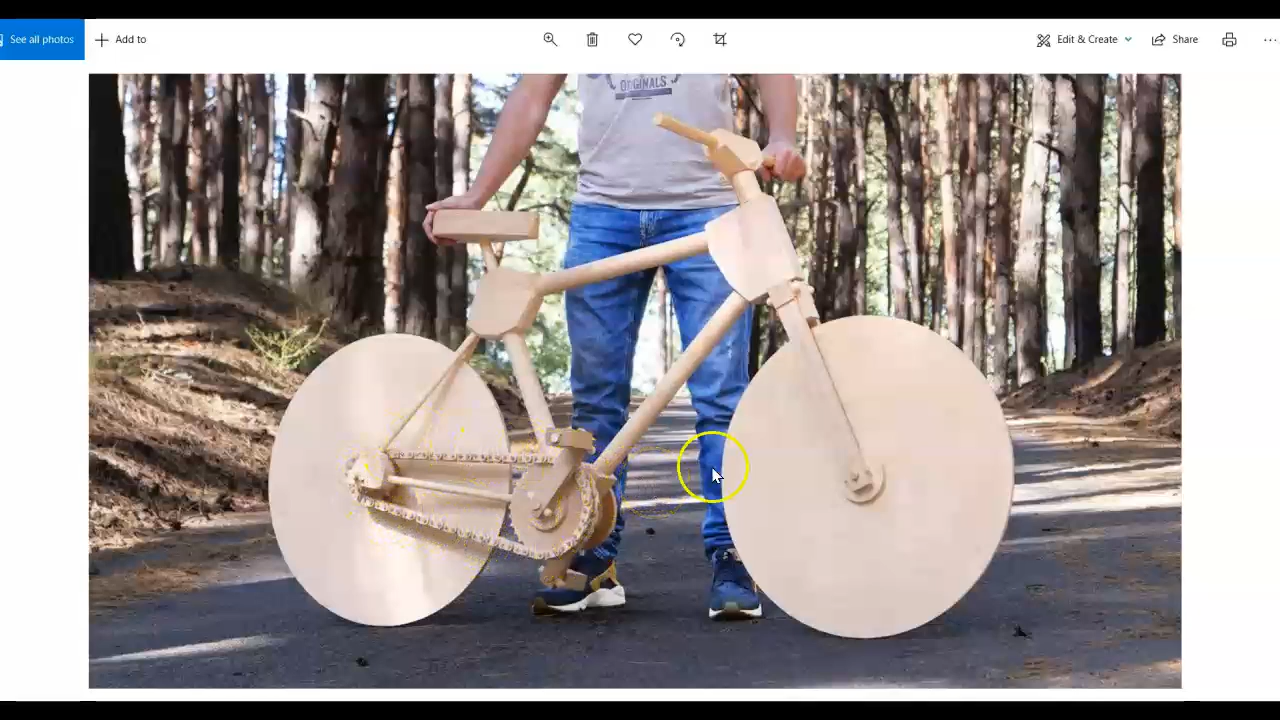 See all photos
Add to
Edit & Create
Share
ORIGINALS